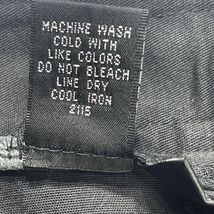 MACHINE WASH
COLD WITH
LIKE COLORS
DO NOT BLEACH
LINE DRY
COOL IRON
2115